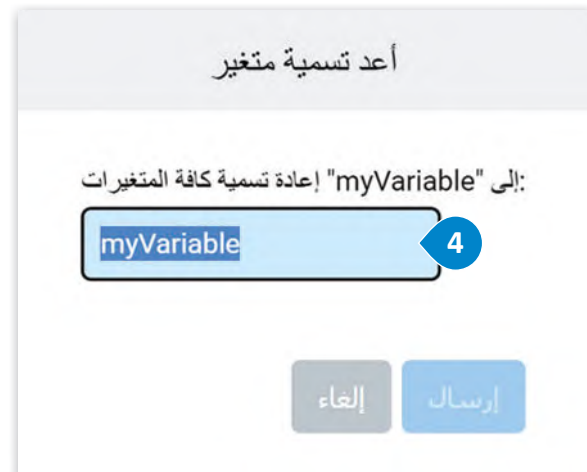 أعد تسمية متغير
إعادة تسمية كافة المتغيرات "myVariable" إلى:
myVariable
4
إرسال إلغاء